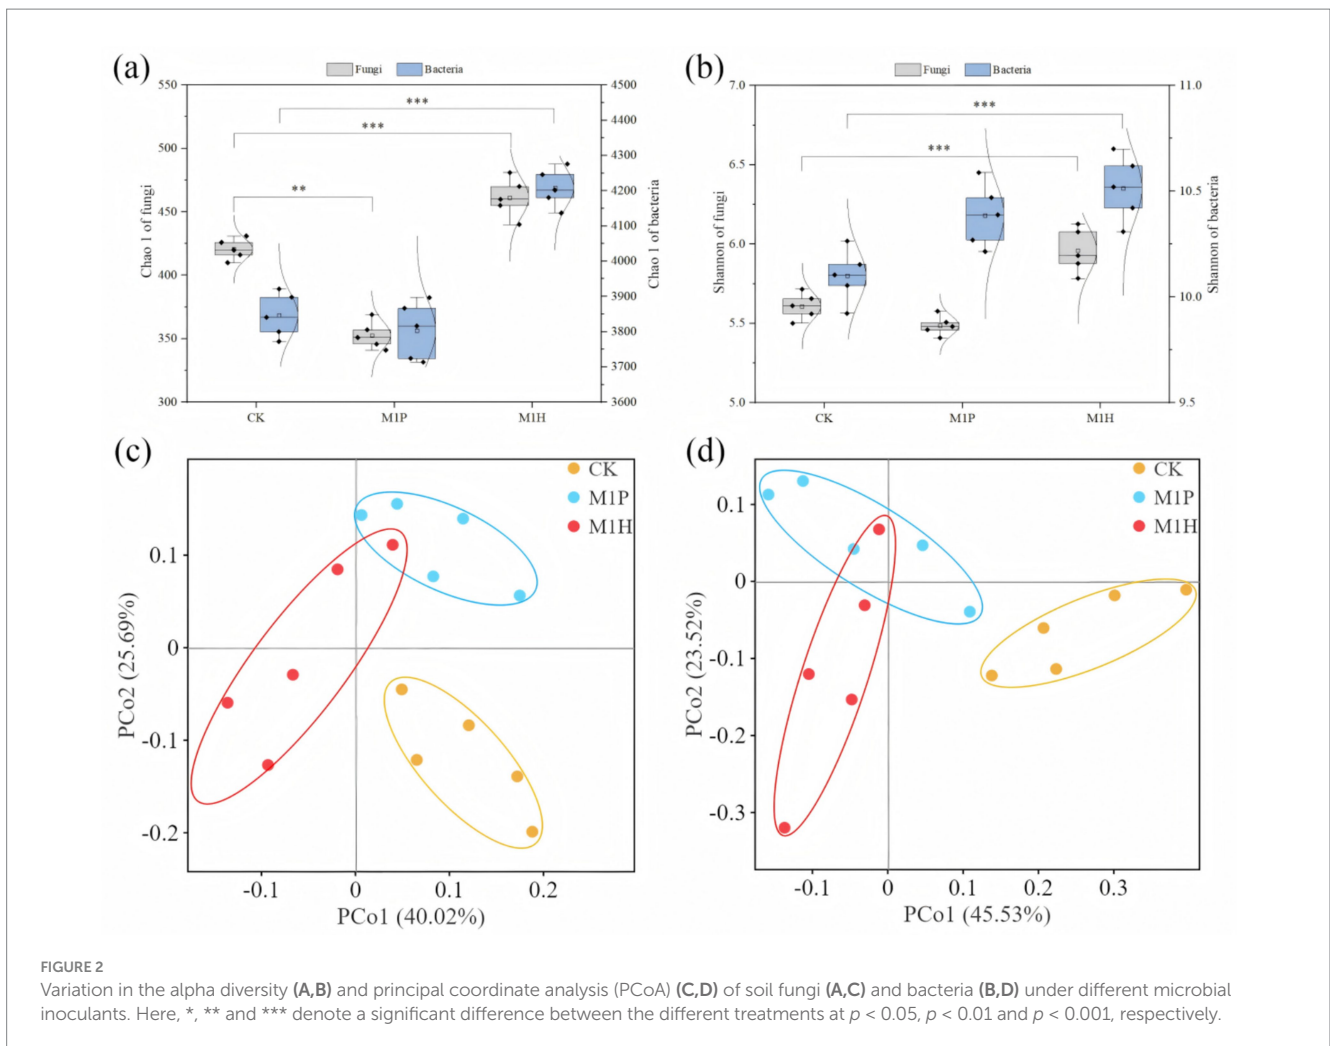 (a)
Fungi Bacteria
550
500
450
400
350
300
Chao 1 of fungi
4500
4400
4300
4200
4100
4000
3900
3800
3700
3600
Chao 1 of bacteria
***
***
**
CK M1P M1H
(b)
Fungi Bacteria
7.0
6.5
6.0
5.5
5.0
Shannon of fungi
11.0
10.5
10.0
9.5
Shannon of bacteria
***
***
CK M1P M1H
(c)
CK
M1P
M1H
0.1
0
-0.1
-0.2
PCo2 (25.69%)
-0.1 0 0.1 0.2
PCo1 (40.02%)
(d)
CK
M1P
M1H
0.1
0
-0.1
-0.2
-0.3
PCo2 (23.52%)
-0.1 0 0.1 0.2 0.3
PCo1 (45.53%)
FIGURE 2
Variation in the alpha diversity (A,B) and principal coordinate analysis (PCoA) (C,D) of soil fungi (A,C) and bacteria (B,D) under different microbial
inoculants. Here, *, ** and *** denote a significant difference between the different treatments at p < 0.05, p < 0.01 and p < 0.001, respectively.